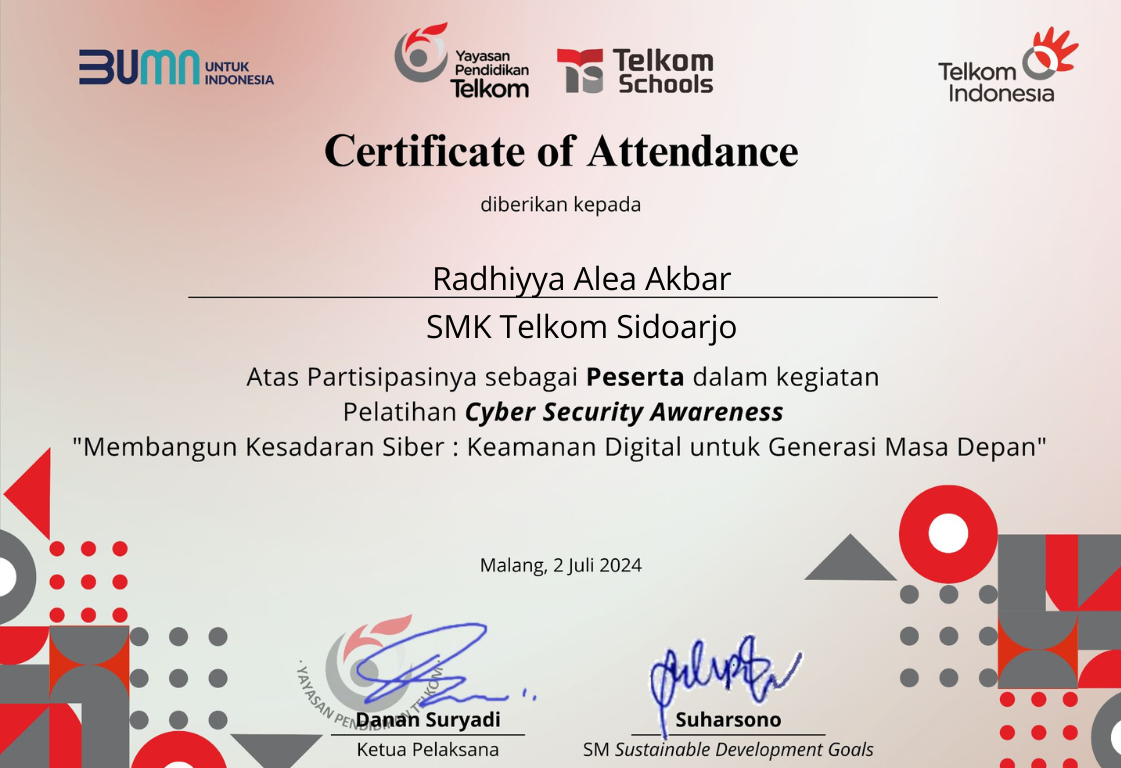 BUMN UNTUK INDONESIA
Yayasan Pendidikan Telkom
Telkom Schools
Telkom Indonesia
Certificate of Attendance
diberikan kepada
Radhiyya Alea Akbar
SMK Telkom Sidoarjo
Atas Partisipasinya sebagai Peserta dalam kegiatan
Pelatihan Cyber Security Awareness
"Membangun Kesadaran Siber : Keamanan Digital untuk Generasi Masa Depan"
Malang, 2 Juli 2024
· YAYASAN PENDIDIKAN TELKOM ·
Danan Suryadi
Ketua Pelaksana
Suharsono
SM Sustainable Development Goals